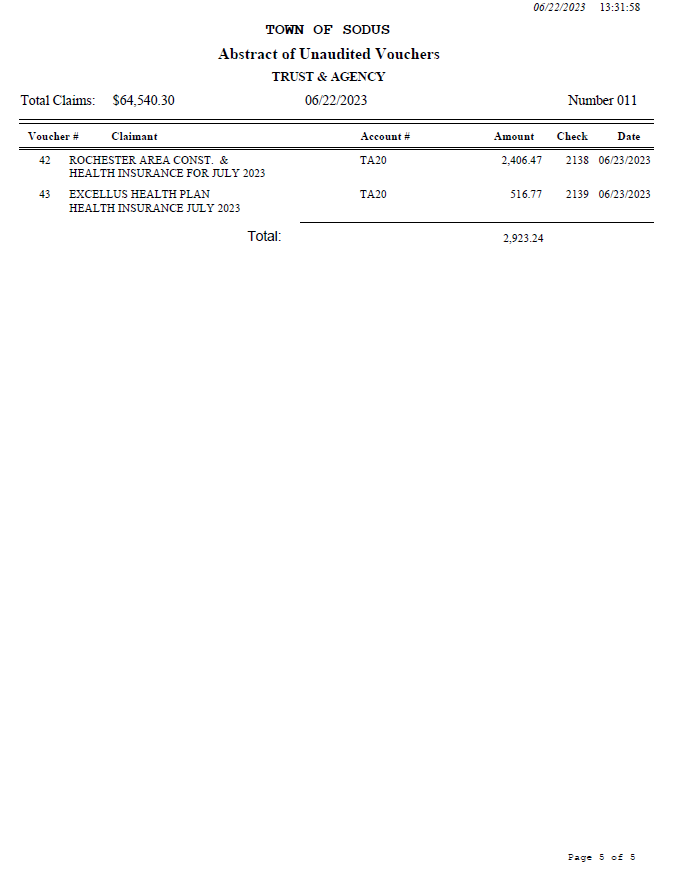 06/22/2023 13:31:58
TOWN OF SODUS
Abstract of Unaudited Vouchers
TRUST & AGENCY
Total Claims: $64,540.30 06/22/2023 Number 011
Voucher # Claimant Account # Amount Check Date
42 ROCHESTER AREA CONST. & TA20 2,406.47 2138 06/23/2023
HEALTH INSURANCE FOR JULY 2023
43 EXCELLUS HEALTH PLAN TA20 516.77 2139 06/23/2023
HEALTH INSURANCE JULY 2023
Total: 2,923.24
Page 5 of 5